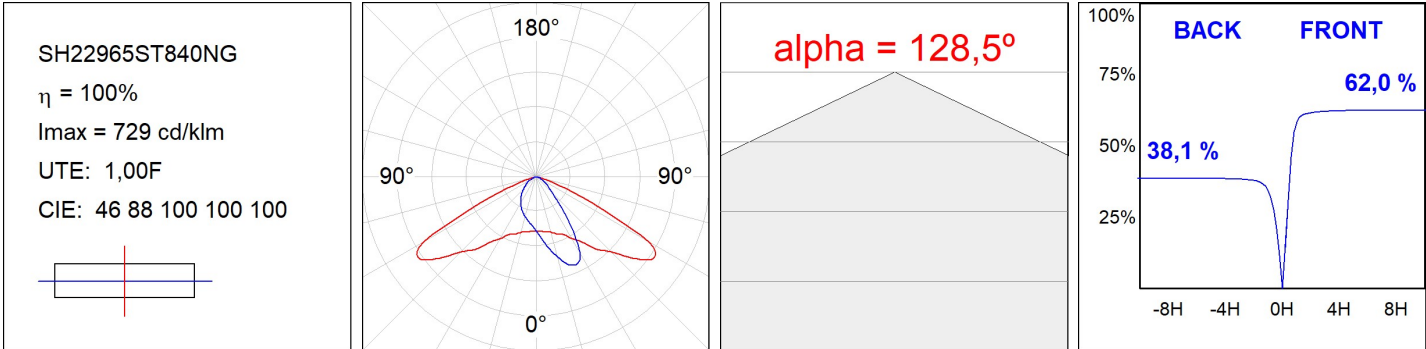 SH22965ST840NG
η = 100%
Imax = 729 cd/klm
UTE: 1,00F
CIE: 46 88 100 100 100
180°
90°
90°
0°
alpha = 128,5º
100%
BACK FRONT
75%
62,0 %
50%
38,1 %
25%
-8H -4H 0H 4H 8H